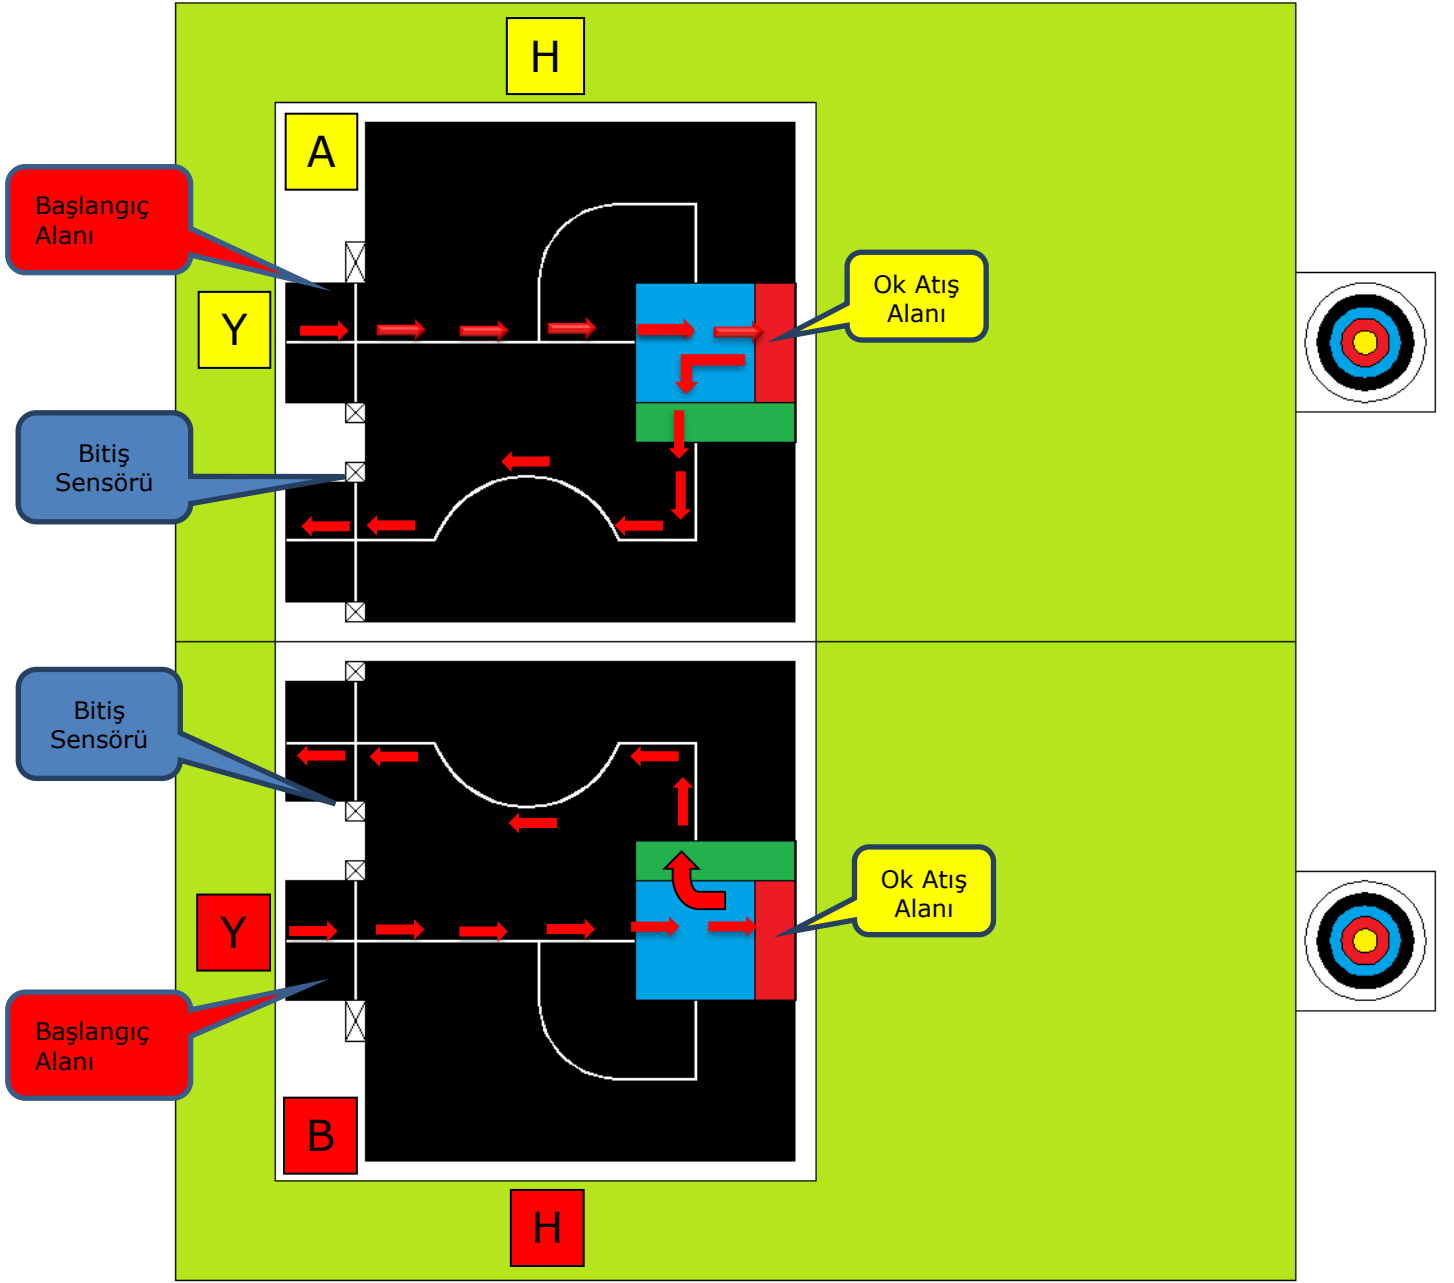 H
A
Başlangıç
Alanı
Y
Ok Atış
Alanı
Bitiş
Sensörü
Bitiş
Sensörü
Y
Ok Atış
Alanı
Başlangıç
Alanı
B
H